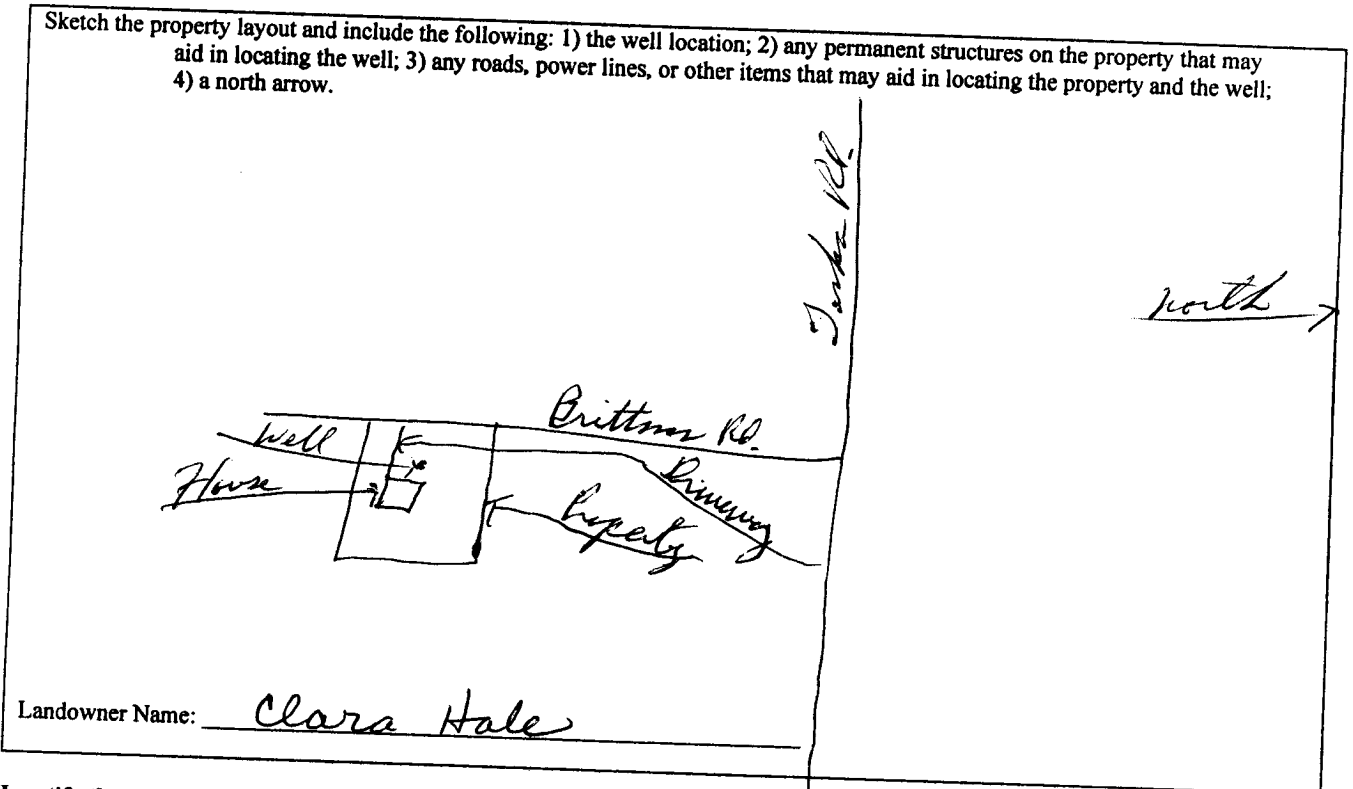 Sketch the property layout and include the following: 1) the well location; 2) any permanent structures on the property that may
aid in locating the well; 3) any roads, power lines, or other items that may aid in locating the property and the well;
4) a north arrow.
Rd.
north
Brittmon Rd.
Well
House
Driveway
Property
Landowner Name: Clara Hale